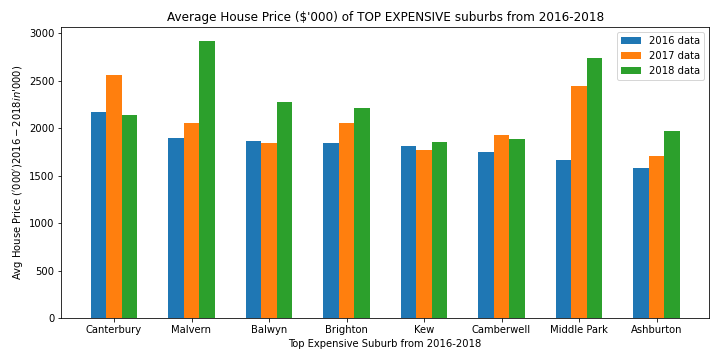 Average House Price ($'000) of TOP EXPENSIVE suburbs from 2016-2018
2016 data
2017 data
2018 data
3000
2500
2000
1500
1000
500
0
Avg House Price ('000')2016 - 2018in'000)
Canterbury Malvern Balwyn Brighton Kew Camberwell Middle Park Ashburton
Top Expensive Suburb from 2016-2018